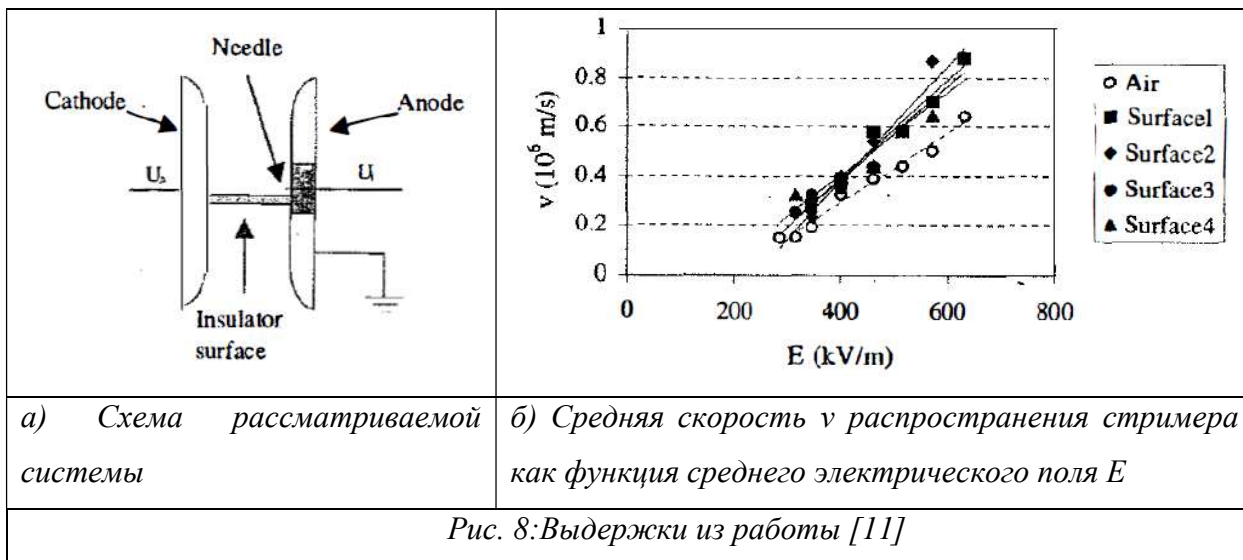 Needle
Cathode
Anode
U₂
U₁
Insulator
surface
1
0.8
0.6
0.4
0.2
0
v (10⁶ m/s)
0
200
400
600
800
E (kV/m)
Air
Surface1
Surface2
Surface3
Surface4
а) Схема рассматриваемой
системы
б) Средняя скорость v распространения стримера
как функция среднего электрического поля E
Рис. 8:Выдержки из работы [11]